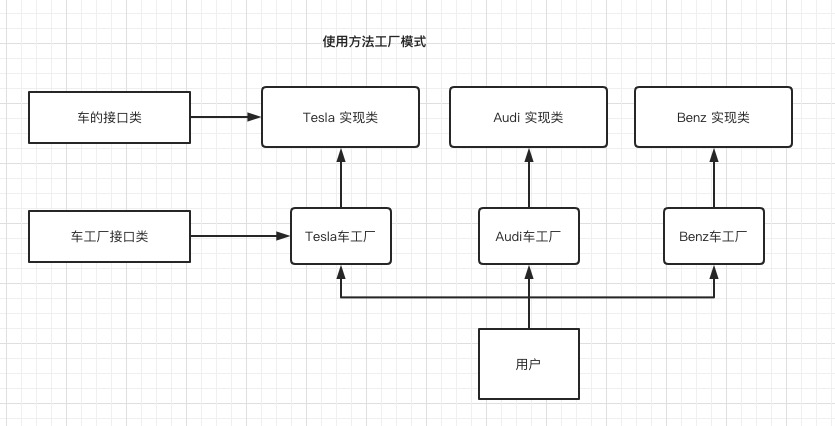 使用方法工厂模式
车的接口类
Tesla 实现类
Audi 实现类
Benz 实现类
车工厂接口类
Tesla车工厂
Audi车工厂
Benz车工厂
用户